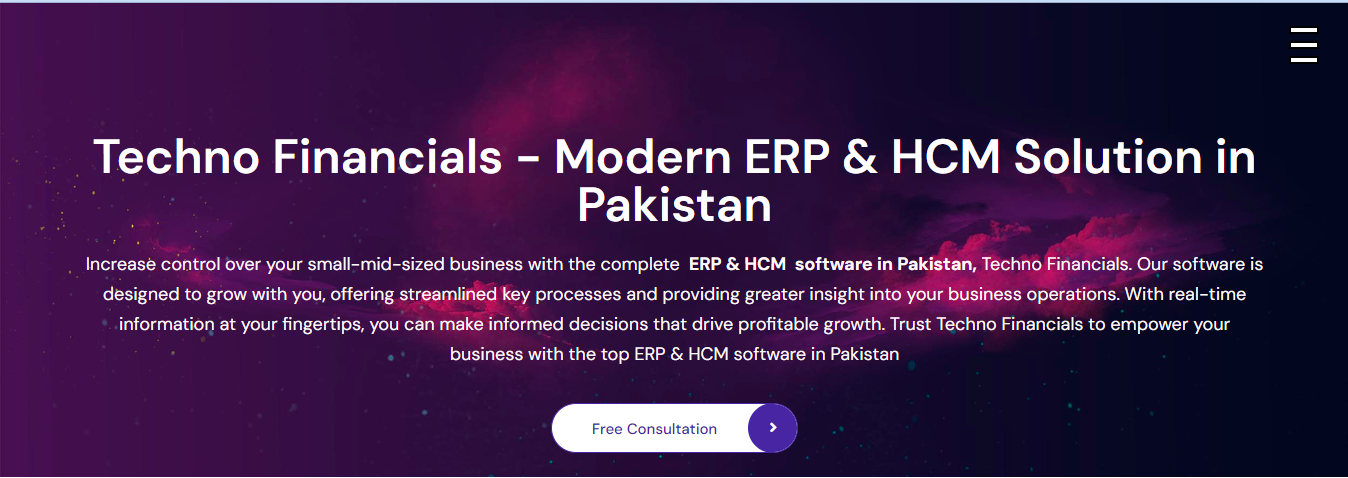 Techno Financials - Modern ERP & HCM Solution in
Pakistan
Increase control over your small-mid-sized business with the complete ERP & HCM software in Pakistan, Techno Financials. Our software is
designed to grow with you, offering streamlined key processes and providing greater insight into your business operations. With real-time
information at your fingertips, you can make informed decisions that drive profitable growth. Trust Techno Financials to empower your
business with the top ERP & HCM software in Pakistan
Free Consultation